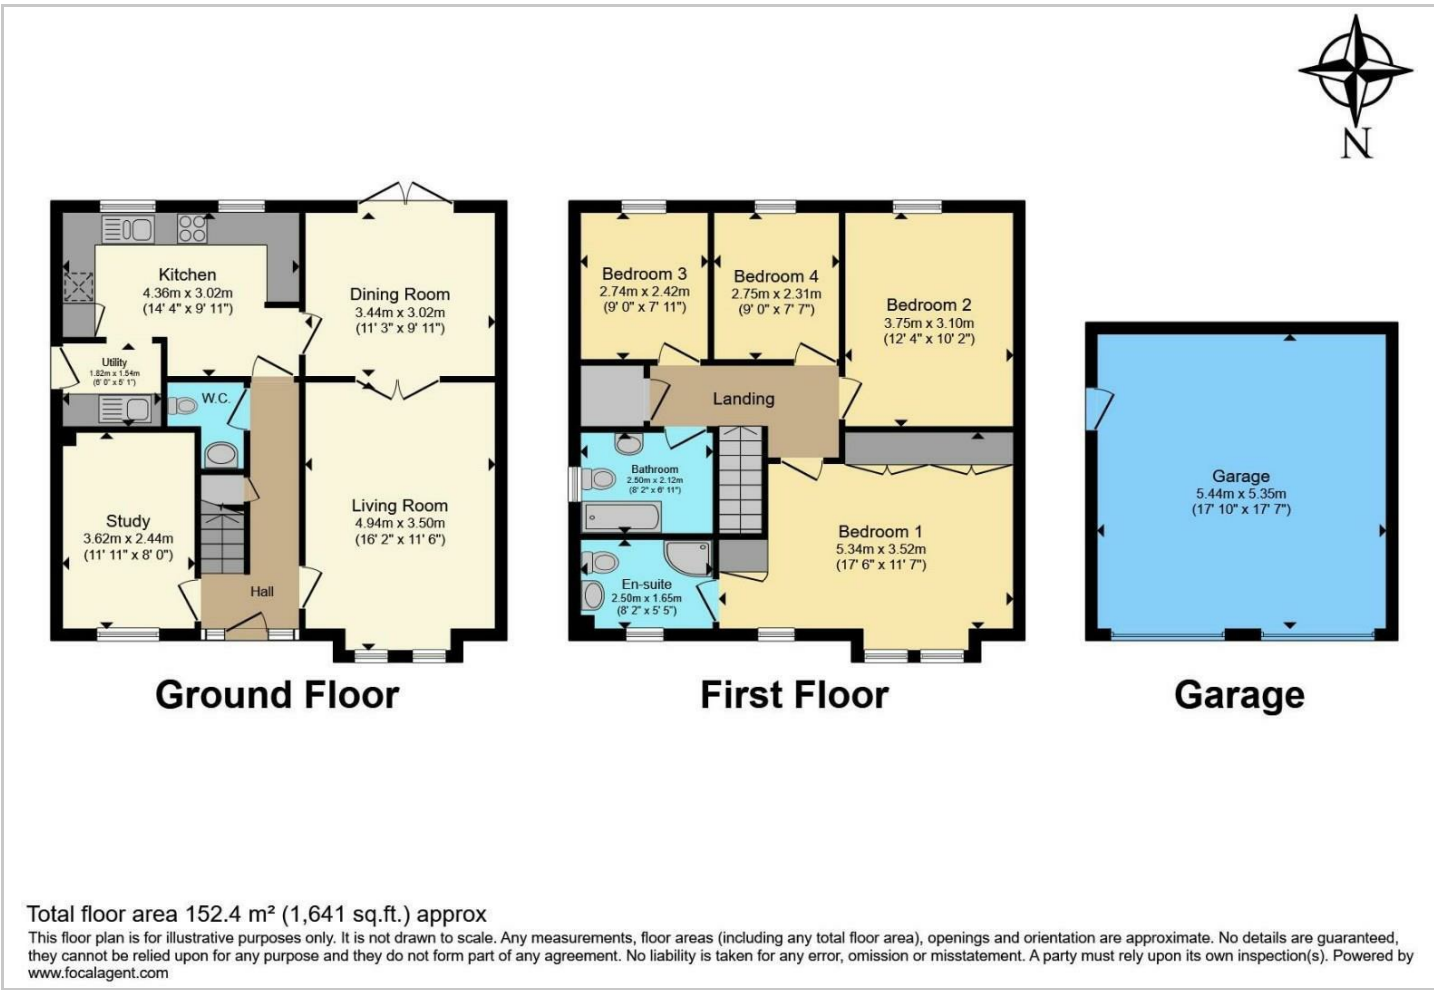 N
Kitchen
4.36m x 3.02m
(14' 4" x 9' 11")
Dining Room
3.44m x 3.02m
(11' 3" x 9' 11")
Utility
1.82m x 1.54m
(6' 0" x 5' 1")
W.C.
Study
3.62m x 2.44m
(11' 11" x 8' 0")
Living Room
4.94m x 3.50m
(16' 2" x 11' 6")
Hall
Ground Floor
Bedroom 3
2.74m x 2.42m
(9' 0" x 7' 11")
Bedroom 4
2.75m x 2.31m
(9' 0" x 7' 7")
Bedroom 2
3.75m x 3.10m
(12' 4" x 10' 2")
Landing
Bathroom
2.50m x 2.12m
(8' 2" x 6' 11")
Bedroom 1
5.34m x 3.52m
(17' 6" x 11' 7")
En-suite
2.50m x 1.65m
(8' 2" x 5' 5")
First Floor
Garage
5.44m x 5.35m
(17' 10" x 17' 7")
Garage
Total floor area 152.4 m² (1,641 sq.ft.) approx
This floor plan is for illustrative purposes only. It is not drawn to scale. Any measurements, floor areas (including any total floor area), openings and orientation are approximate. No details are guaranteed,
they cannot be relied upon for any purpose and they do not form part of any agreement. No liability is taken for any error, omission or misstatement. A party must rely upon its own inspection(s). Powered by
www.focalagent.com